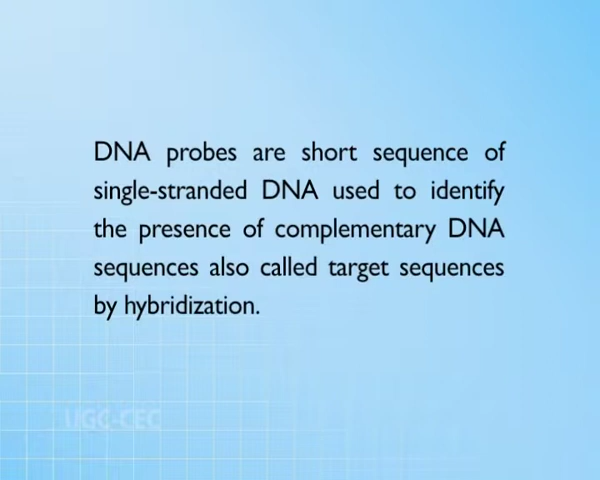 DNA probes are short sequence of
single-stranded DNA used to identify
the presence of complementary DNA
sequences also called target sequences
by hybridization.
UGC-CEC